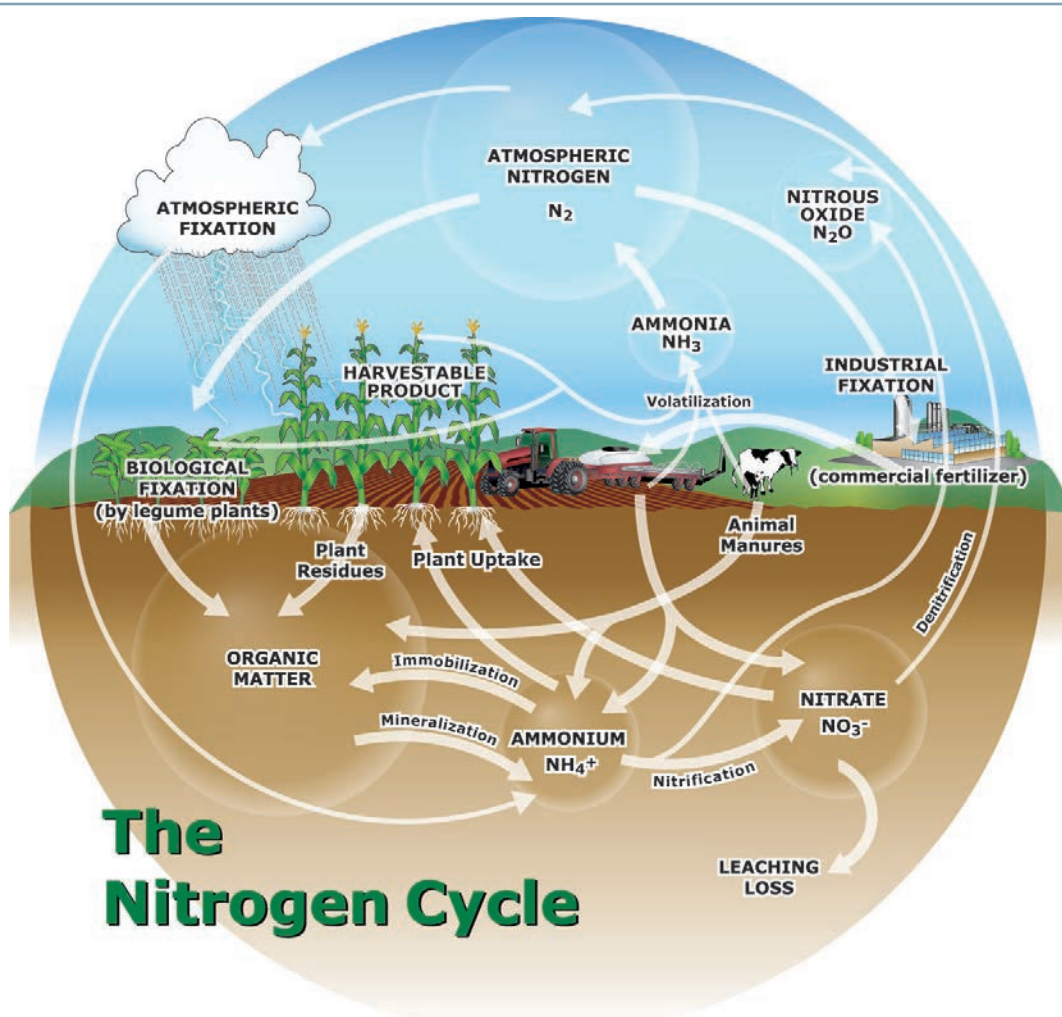 ATMOSPHERIC
NITROGEN
N₂
ATMOSPHERIC
FIXATION
NITROUS
OXIDE
N₂O
AMMONIA
NH₃
HARVESTABLE
PRODUCT
INDUSTRIAL
FIXATION
Volatilization
BIOLOGICAL
FIXATION
(by legume plants)
(commercial fertilizer)
Plant
Residues
Plant Uptake
Animal
Manures
Denitrification
ORGANIC
MATTER
Immobilization
Mineralization
AMMONIUM
NH₄⁺
Nitrification
NITRATE
NO₃⁻
LEACHING
LOSS
The
Nitrogen Cycle